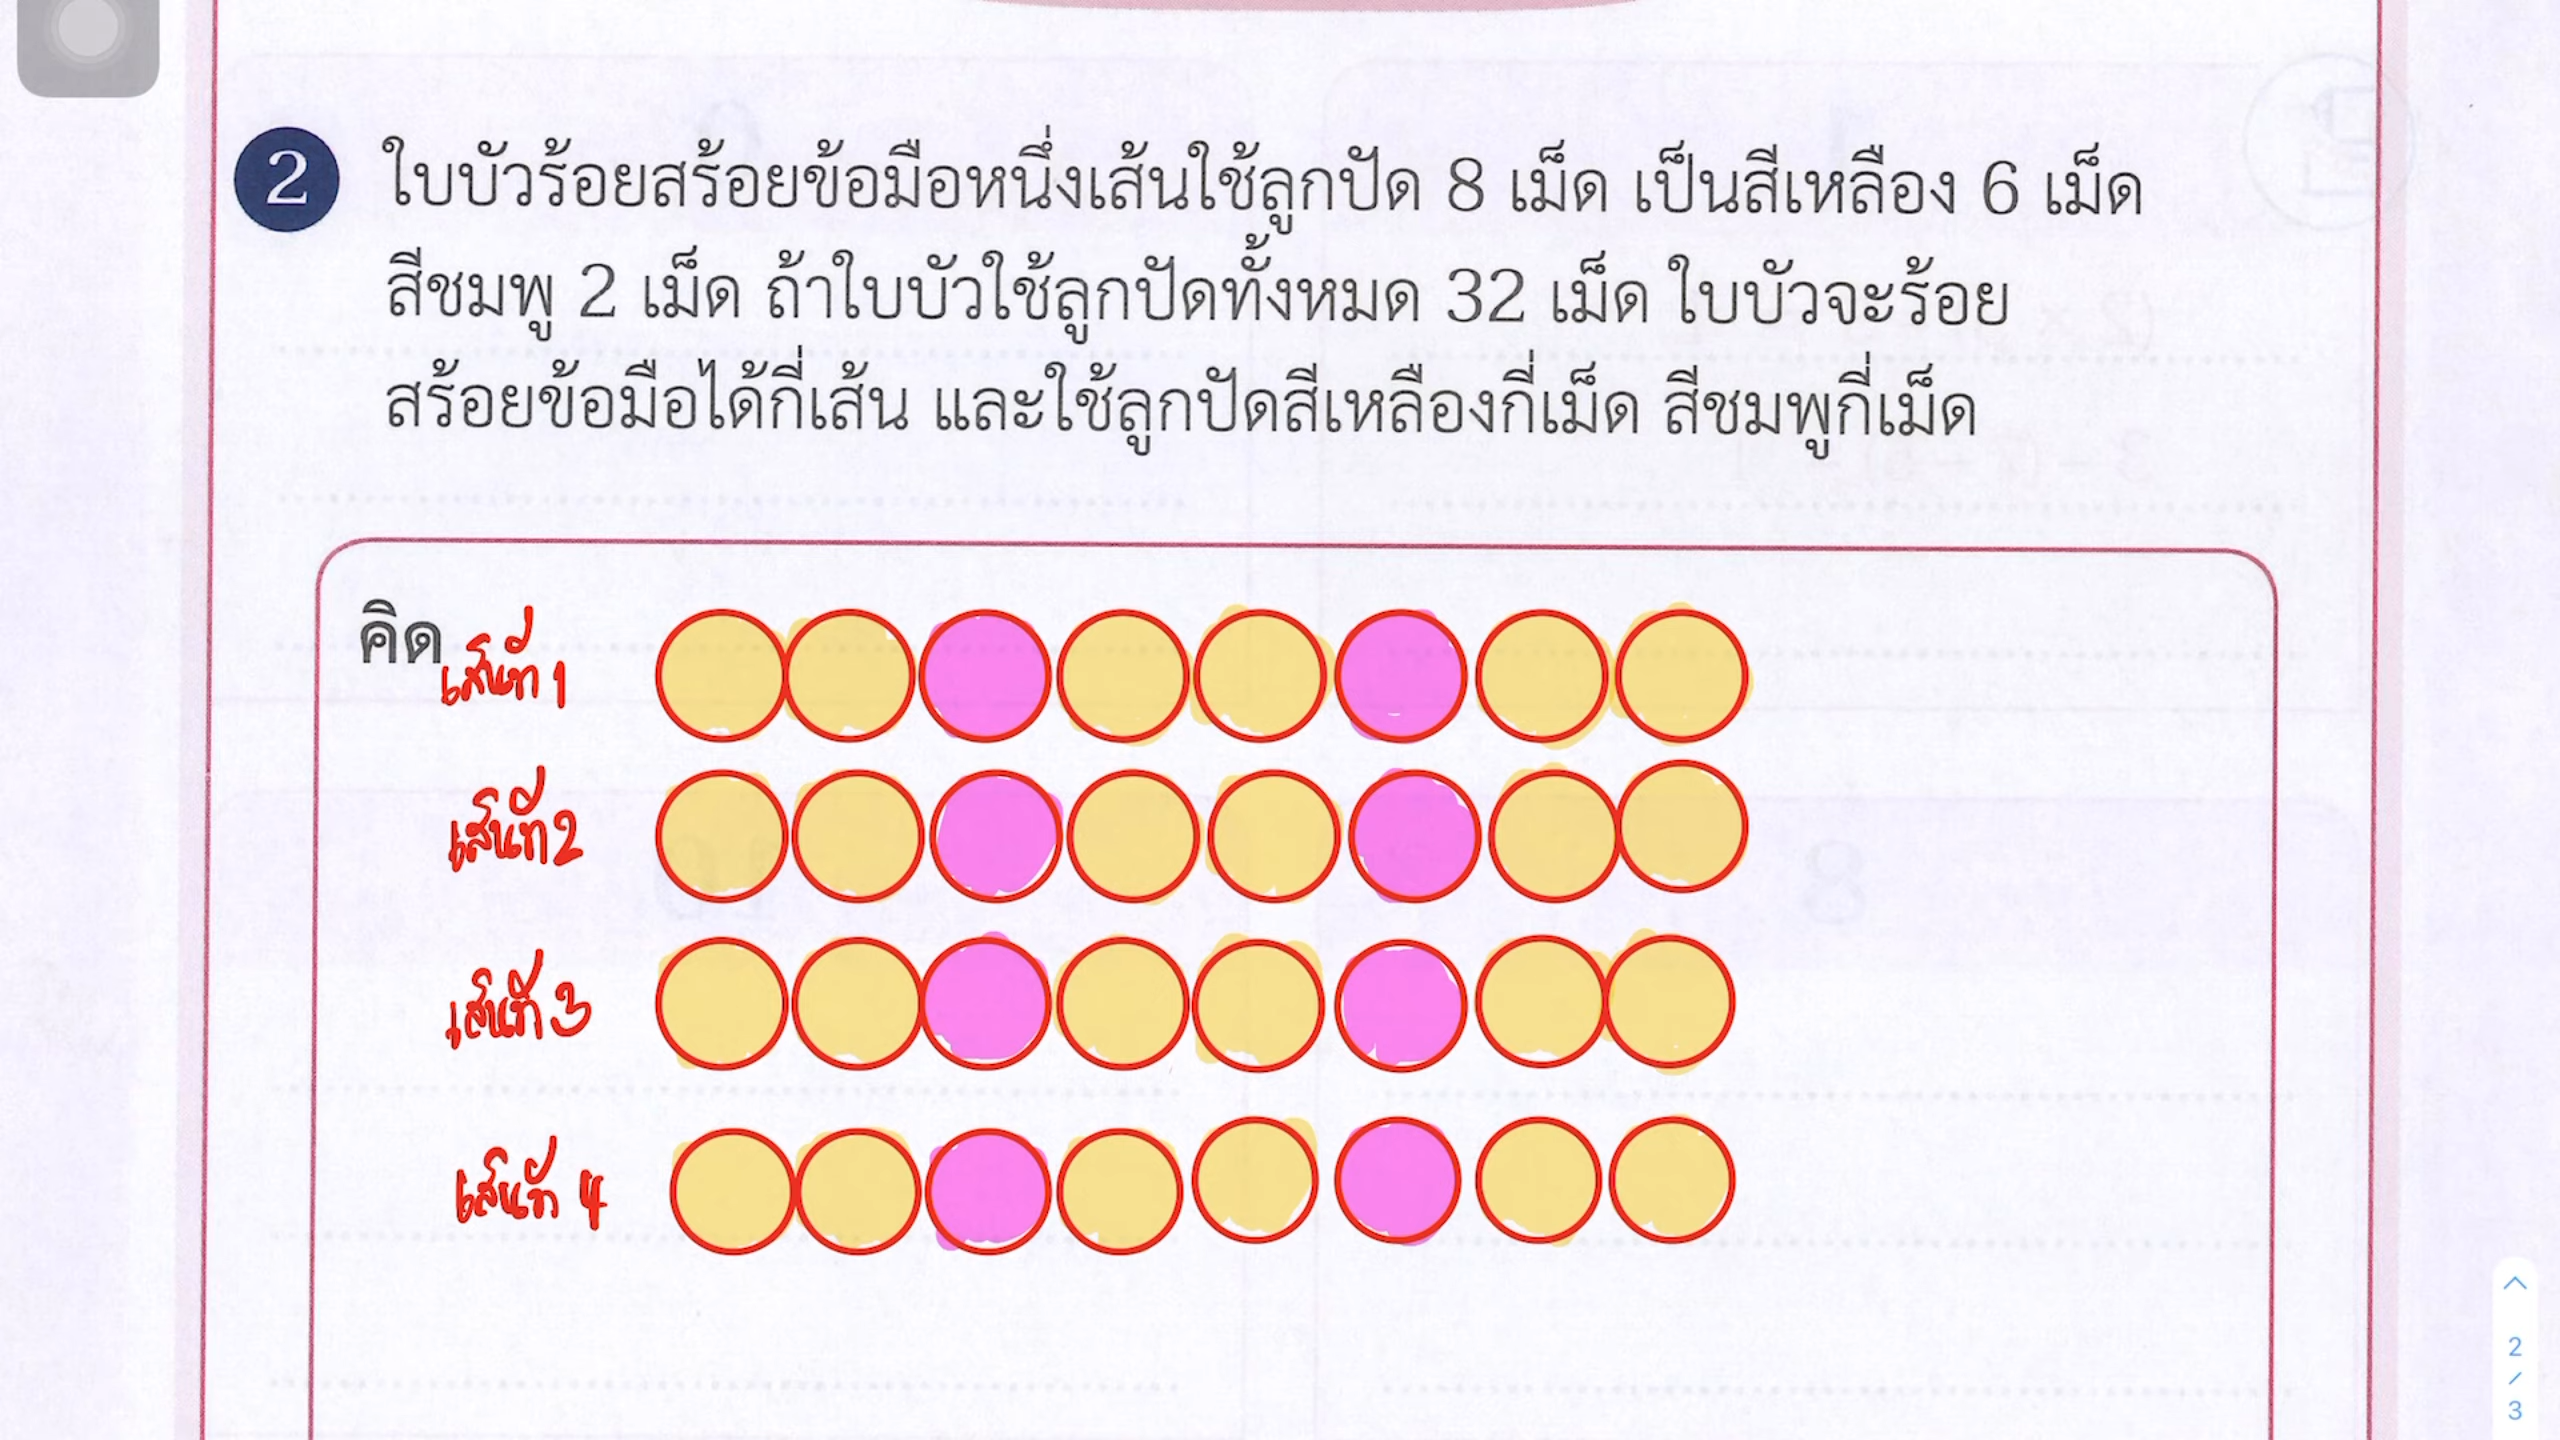 2 ใบบัวร้อยสร้อยข้อมือหนึ่งเส้นใช้ลูกปัด 8 เม็ด เป็นสีเหลือง 6 เม็ด
สีชมพู 2 เม็ด ถ้าใบบัวใช้ลูกปัดทั้งหมด 32 เม็ด ใบบัวจะร้อย
สร้อยข้อมือได้กี่เส้น และใช้ลูกปัดสีเหลืองกี่เม็ด สีชมพูกี่เม็ด
คิด
เส้นที่ 1
เส้นที่ 2
เส้นที่ 3
เส้นที่ 4
2
/
3